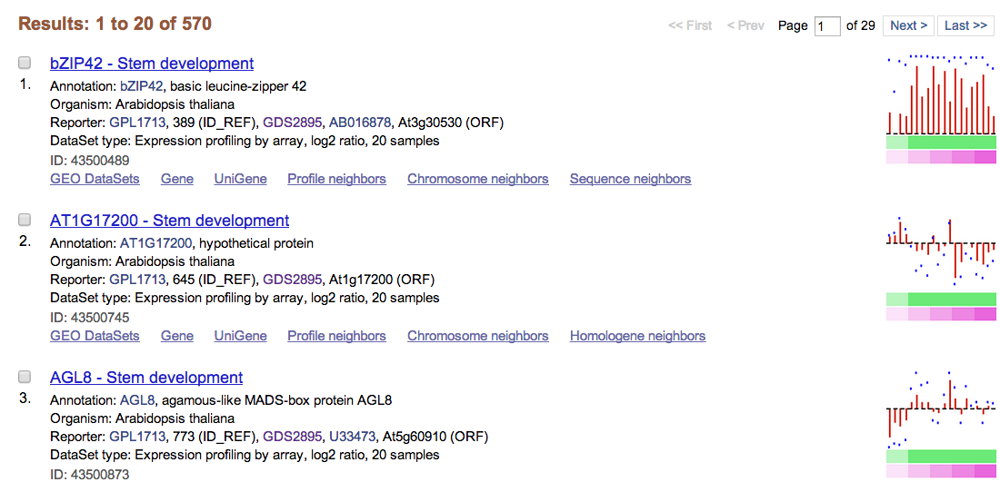 Results: 1 to 20 of 570 << First < Prev Page 1 of 29 Next > Last >>
bZIP42 - Stem development
1. Annotation: bZIP42, basic leucine-zipper 42
Organism: Arabidopsis thaliana
Reporter: GPL1713, 389 (ID_REF), GDS2895, AB016878, At3g30530 (ORF)
DataSet type: Expression profiling by array, log2 ratio, 20 samples
ID: 43500489
GEO DataSets Gene UniGene Profile neighbors Chromosome neighbors Sequence neighbors
AT1G17200 - Stem development
2. Annotation: AT1G17200, hypothetical protein
Organism: Arabidopsis thaliana
Reporter: GPL1713, 645 (ID_REF), GDS2895, At1g17200 (ORF)
DataSet type: Expression profiling by array, log2 ratio, 20 samples
ID: 43500745
GEO DataSets Gene UniGene Profile neighbors Chromosome neighbors Homologene neighbors
AGL8 - Stem development
3. Annotation: AGL8, agamous-like MADS-box protein AGL8
Organism: Arabidopsis thaliana
Reporter: GPL1713, 773 (ID_REF), GDS2895, U33473, At5g60910 (ORF)
DataSet type: Expression profiling by array, log2 ratio, 20 samples
ID: 43500873